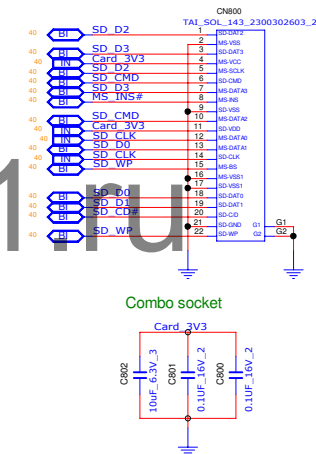 CN800
TAI_SOL_143_2300302603_2
40 BI SD_D2 1 SD-DAT2
2 MS-VSS
40 BI SD_D3 3 SD-DAT3
40 IN Card_3V3 4 MS-VCC
40 BI SD_D2 5 MS-SCLK
40 BI SD_CMD 6 SD-CMD
40 BI SD_D3 7 MS-DATA3
40 BI MS_INS# 8 MS-INS
9 SD-VSS
40 BI SD_CMD 10 MS-DATA2
40 IN Card_3V3 11 SD-VDD
40 IN SD_CLK 12 MS-DATA0
40 BI SD_D0 13 MS-DATA1
40 IN SD_CLK 14 SD-CLK
40 BI SD_WP 15 MS-BS
16 MS-VSS1
17 SD-VSS1
40 BI SD_D0 18 SD-DAT0
40 BI SD_D1 19 SD-DAT1
40 BI SD_CD# 20 SD-C/D
21 SD-GND G1 G1
40 BI SD_WP 22 SD-WP G2 G2
1.ru
Combo socket
Card_3V3
C802 10uF_6.3V_3
C801 0.1UF_16V_2
C800 0.1UF_16V_2